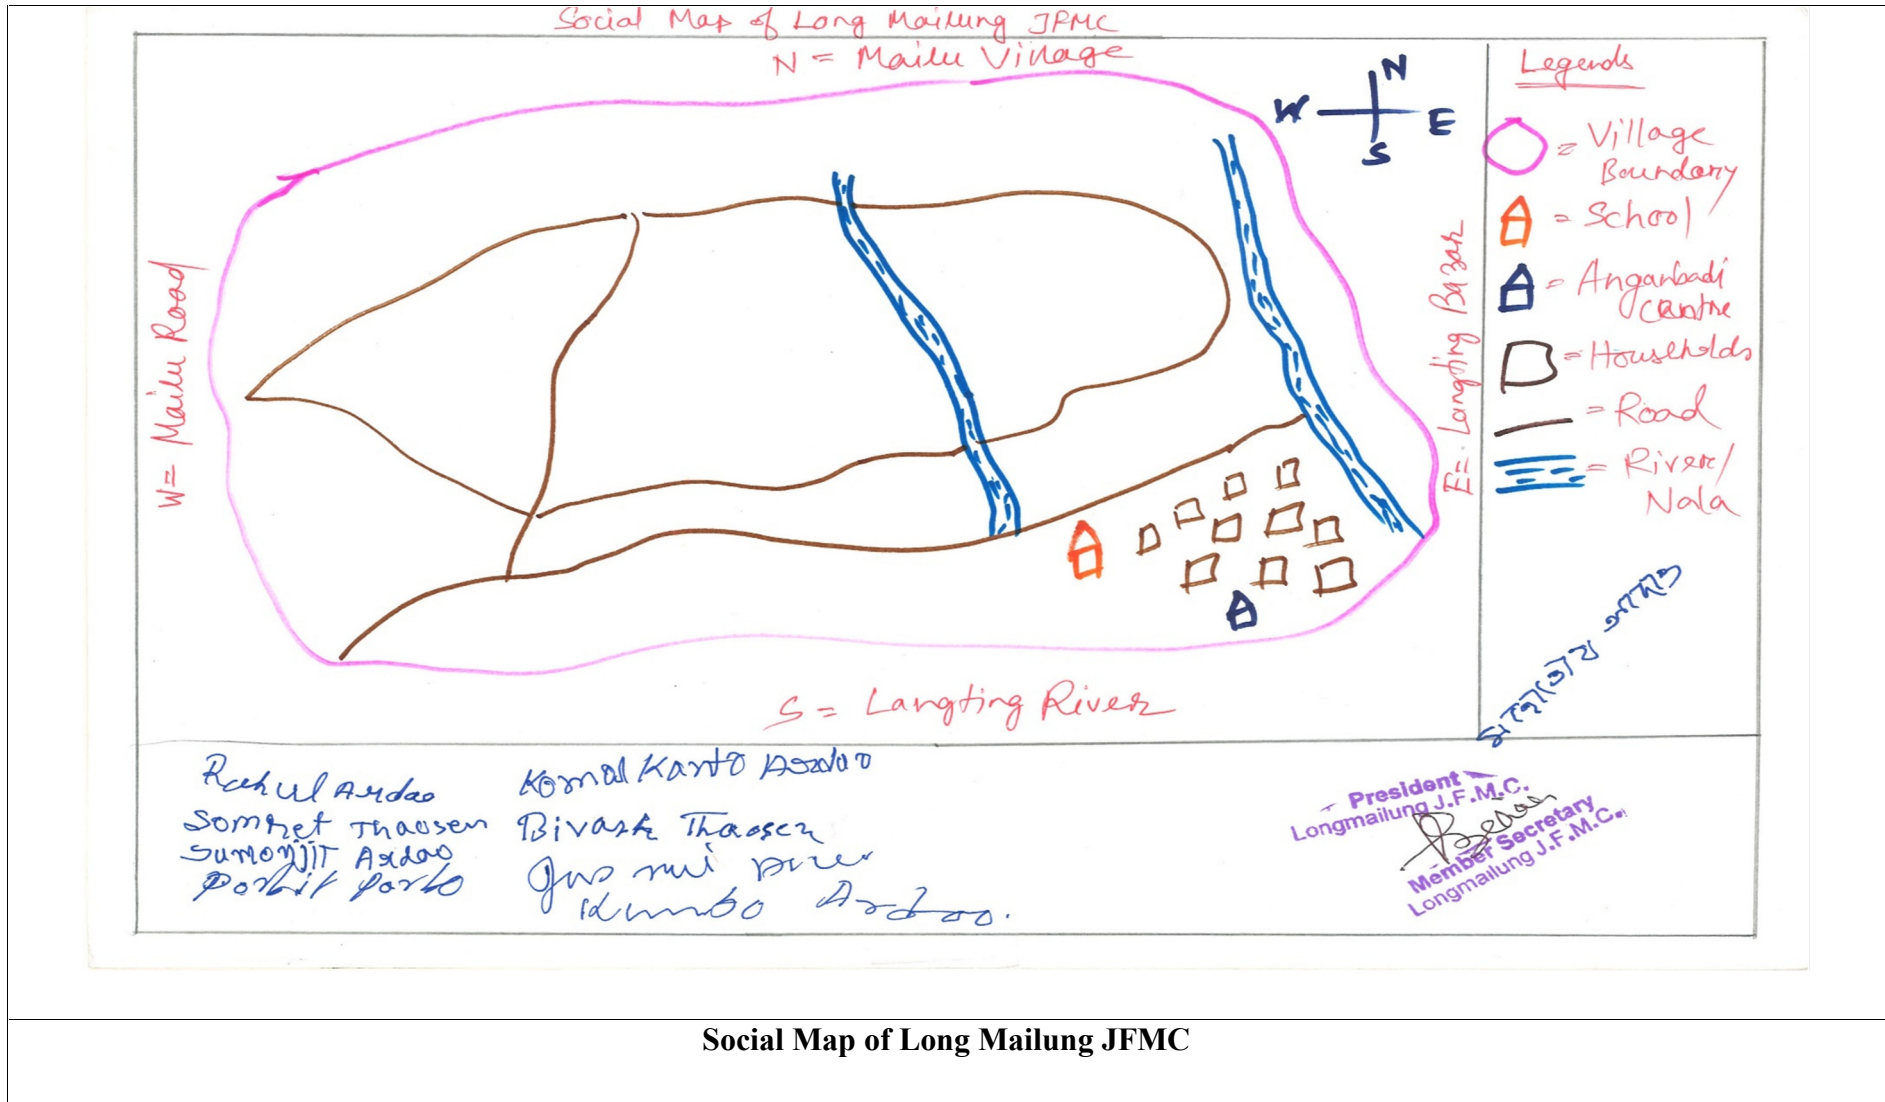 Social Map of Long Mailung JFMC
N = Mailu Village
N
W
E
S
W = Mailu Road
E = Langting Bazar
S = Langting River
Legends
= Village
Boundary
= School
= Anganbadi
Centre
= Households
= Road
= River/
Nala
Rahul Ardao
Komal Kanto Ardao
Somret Thaosen
Bivash Thaosen
Sumonjit Ardao
Kumbo Ardao.
President
Longmailung J.F.M.C.
Member Secretary
Longmailung J.F.M.C.
Social Map of Long Mailung JFMC